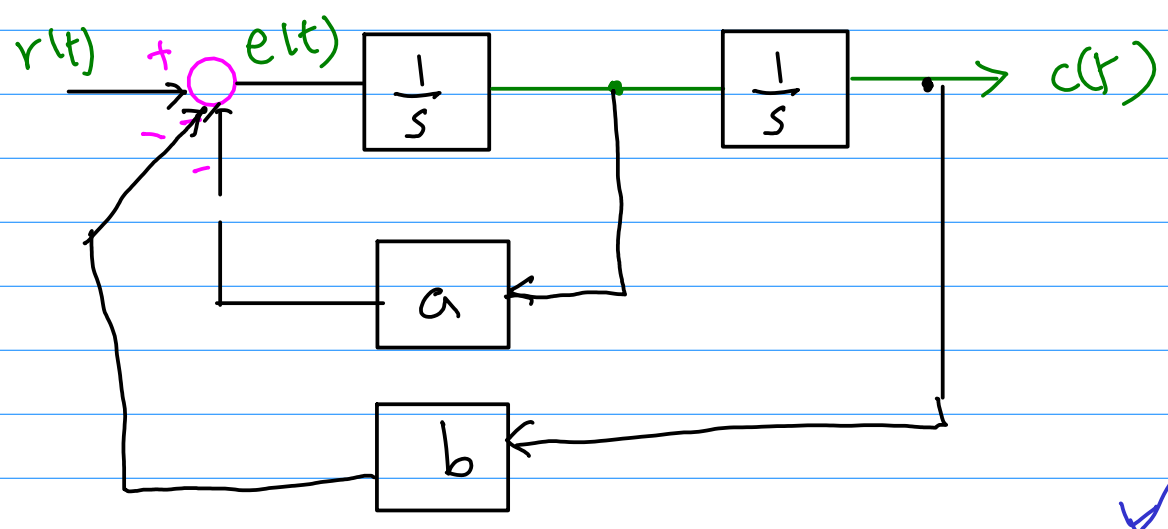 r(t) + e(t) 1/s 1/s c(t)
- -
-
a
b